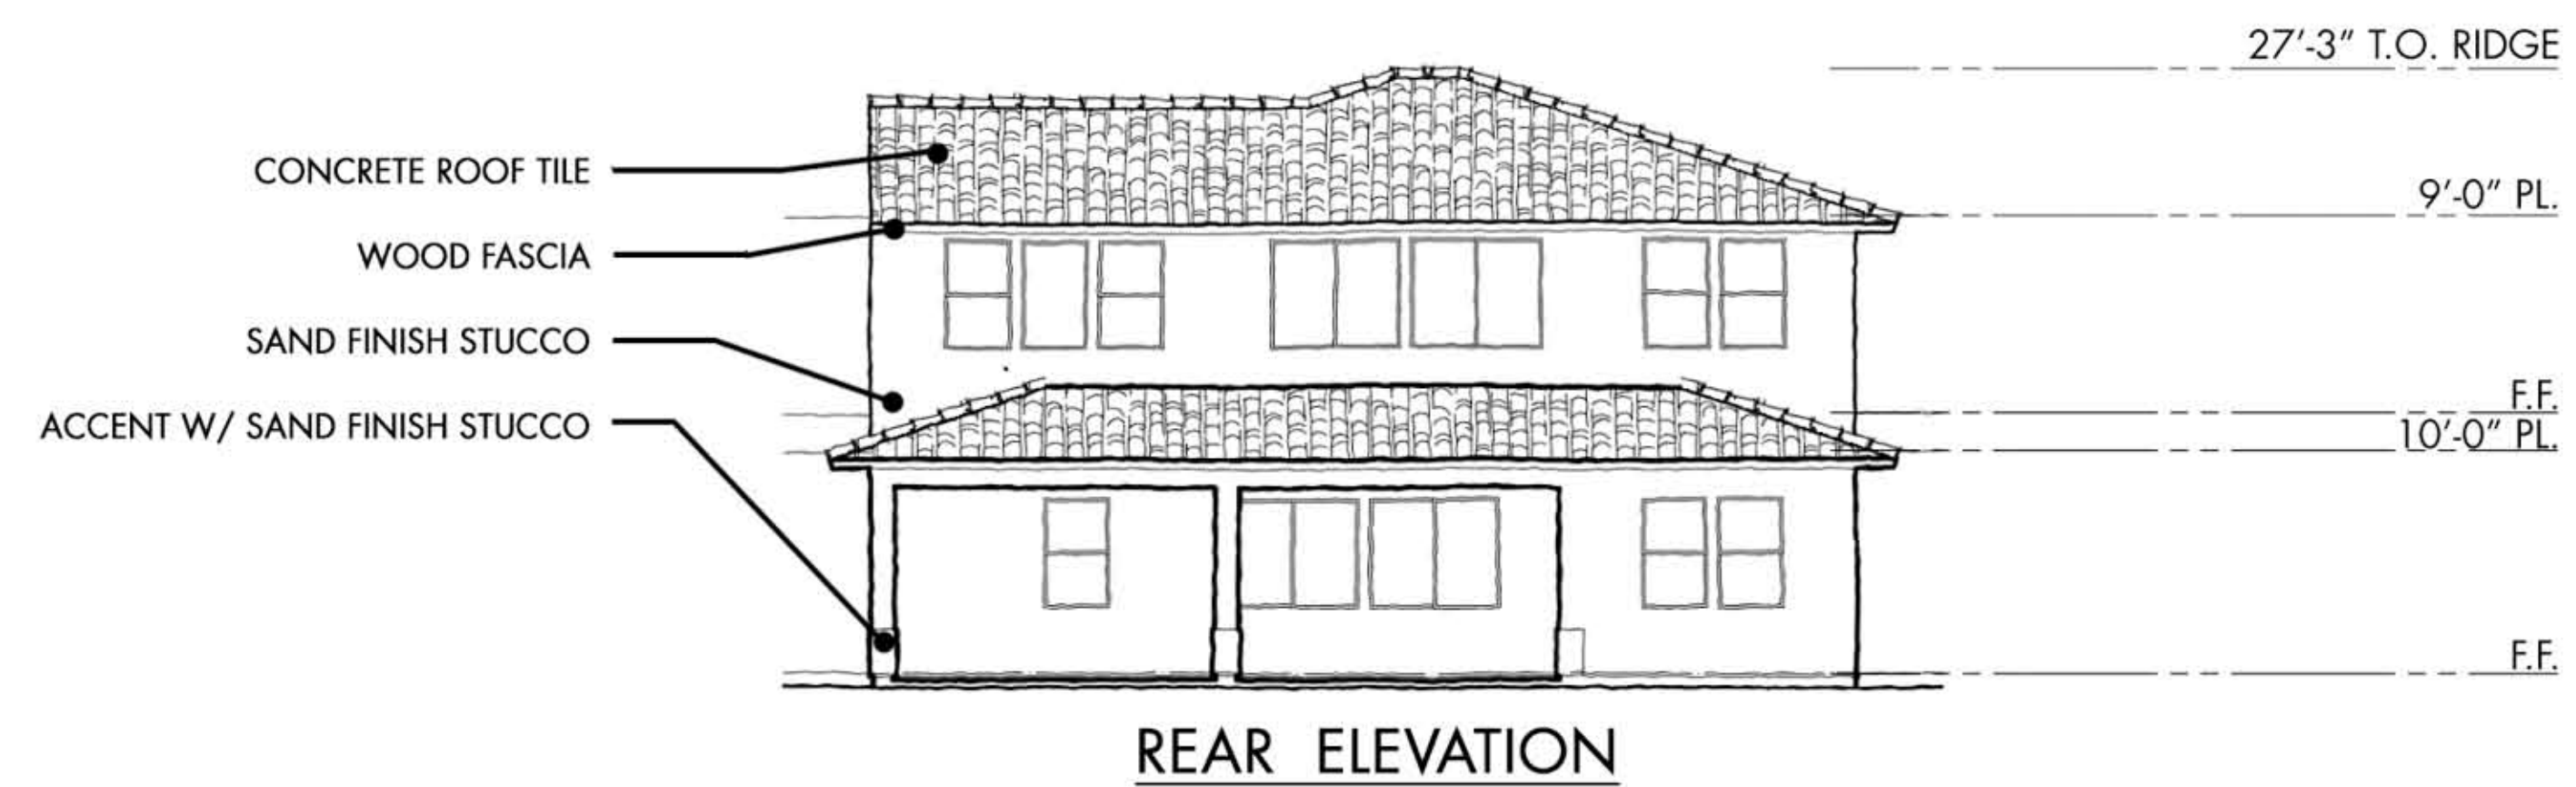 27'-3" T.O. RIDGE
CONCRETE ROOF TILE
9'-0" PL.
WOOD FASCIA
SAND FINISH STUCCO
F.F.
ACCENT W/ SAND FINISH STUCCO
10'-0" PL.
F.F.
REAR ELEVATION